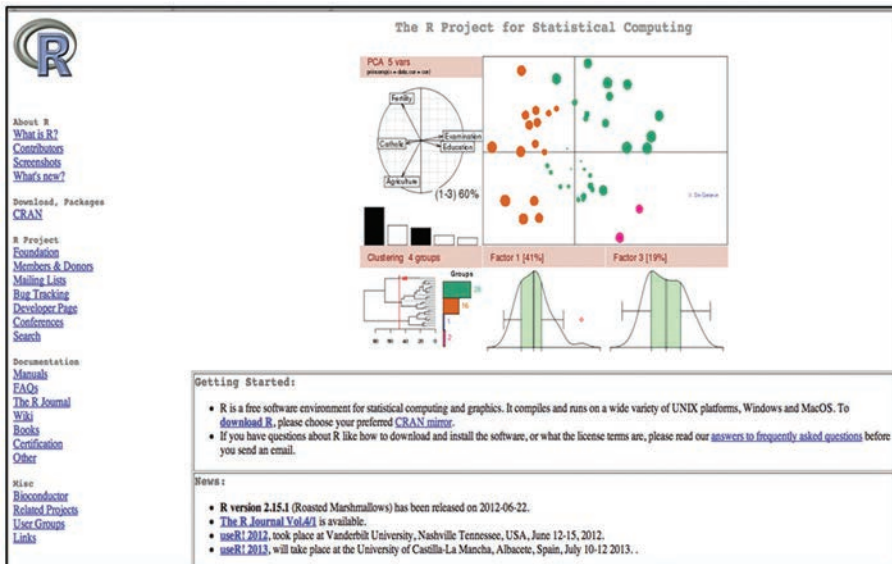 The R Project for Statistical Computing
R
PCA 5 vars
Fertility
Catholic
Examination
Education
Agriculture
(1-3) 60%
Clustering 4 groups
Factor 1 [41%]
Factor 3 [19%]
Groups
28
16
1
2
80 60 40 20 0
About R
What is R?
Contributors
Screenshots
What's new?
Download, Packages
CRAN
R Project
Foundation
Members & Donors
Mailing Lists
Bug Tracking
Developer Page
Conferences
Search
Documentation
Manuals
FAQs
The R Journal
Wiki
Books
Certification
Other
Misc
Bioconductor
Related Projects
User Groups
Links
Getting Started:
• R is a free software environment for statistical computing and graphics. It compiles and runs on a wide variety of UNIX platforms, Windows and MacOS. To
download R, please choose your preferred CRAN mirror.
• If you have questions about R like how to download and install the software, or what the license terms are, please read our answers to frequently asked questions before
you send an email.
News:
• R version 2.15.1 (Roasted Marshmallows) has been released on 2012-06-22.
• The R Journal Vol.4/1 is available.
• useR! 2012, took place at Vanderbilt University, Nashville Tennessee, USA, June 12-15, 2012.
• useR! 2013, will take place at the University of Castilla-La Mancha, Albacete, Spain, July 10-12 2013. .